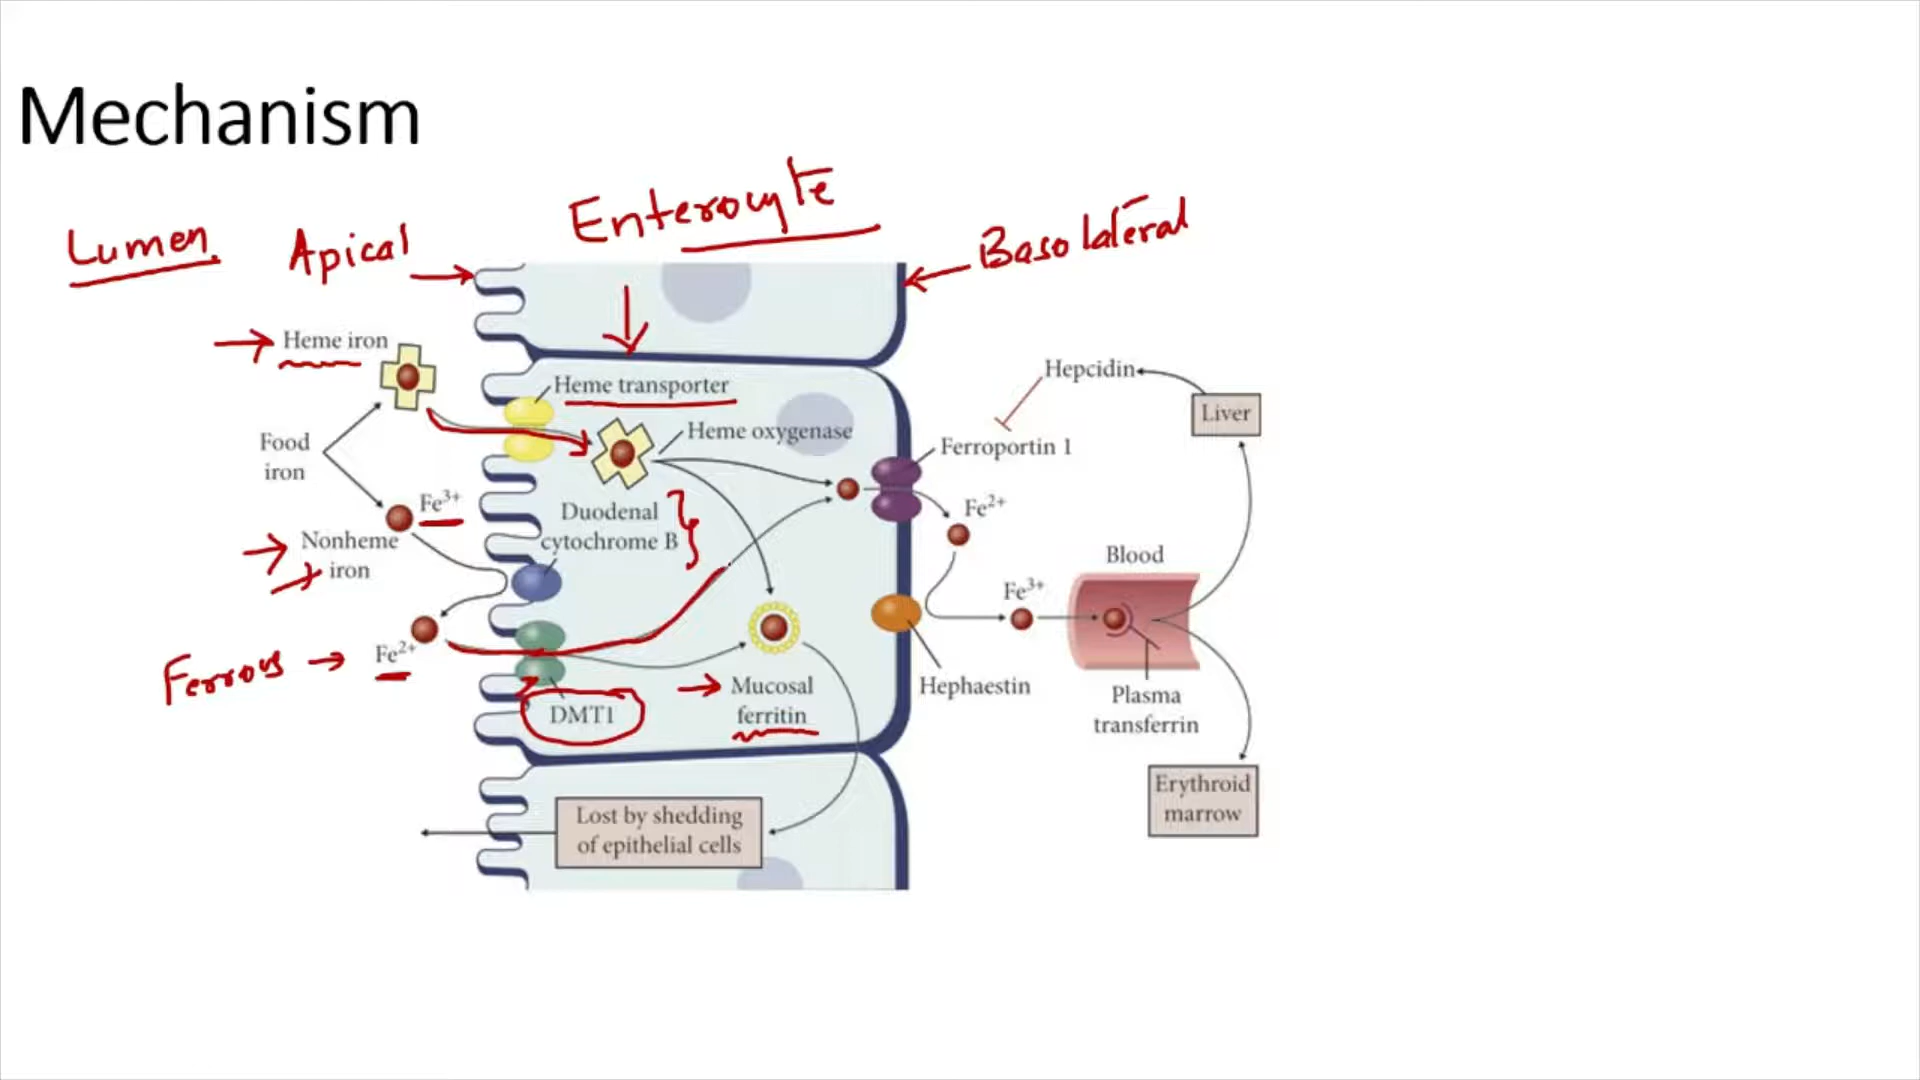 Mechanism
Enterocyte
Lumen.
Apical
Basolateral
Heme iron
Heme transporter
Hepcidin
Liver
Heme oxygenase
Food
iron
Ferroportin 1
Fe3+
Fe2+
Duodenal
cytochrome B
Nonheme
iron
Blood
Fe3+
Fe2+
Ferrous
DMT1
Mucosal
ferritin
Hephaestin
Plasma
transferrin
Lost by shedding
of epithelial cells
Erythroid
marrow